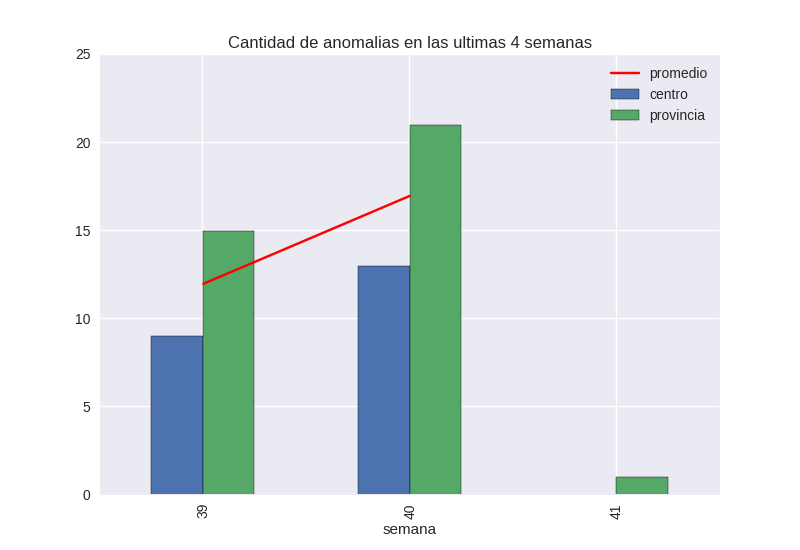 Cantidad de anomalias en las ultimas 4 semanas
promedio
centro
provincia
25
20
15
10
5
0
39
40
41
semana